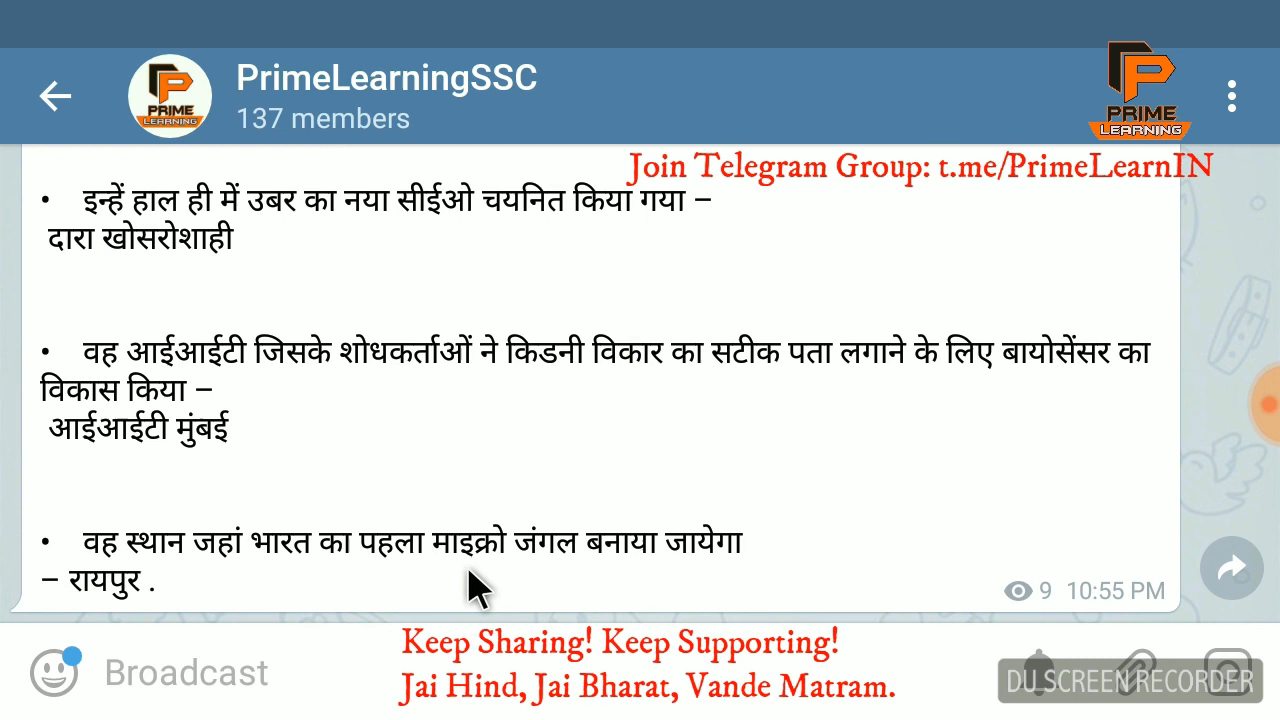 PrimeLearningSSC
137 members
PRIME
LEARNING
PRIME
LEARNING
Join Telegram Group: t.me/PrimeLearnIN
• इन्हें हाल ही में उबर का नया सीईओ चयनित किया गया –
दारा खोसरोशाही
• वह आईआईटी जिसके शोधकर्ताओं ने किडनी विकार का सटीक पता लगाने के लिए बायोसेंसर का
विकास किया –
आईआईटी मुंबई
• वह स्थान जहां भारत का पहला माइक्रो जंगल बनाया जायेगा
– रायपुर .
9 10:55 PM
Broadcast
Keep Sharing! Keep Supporting!
Jai Hind, Jai Bharat, Vande Matram.
DU SCREEN RECORDER